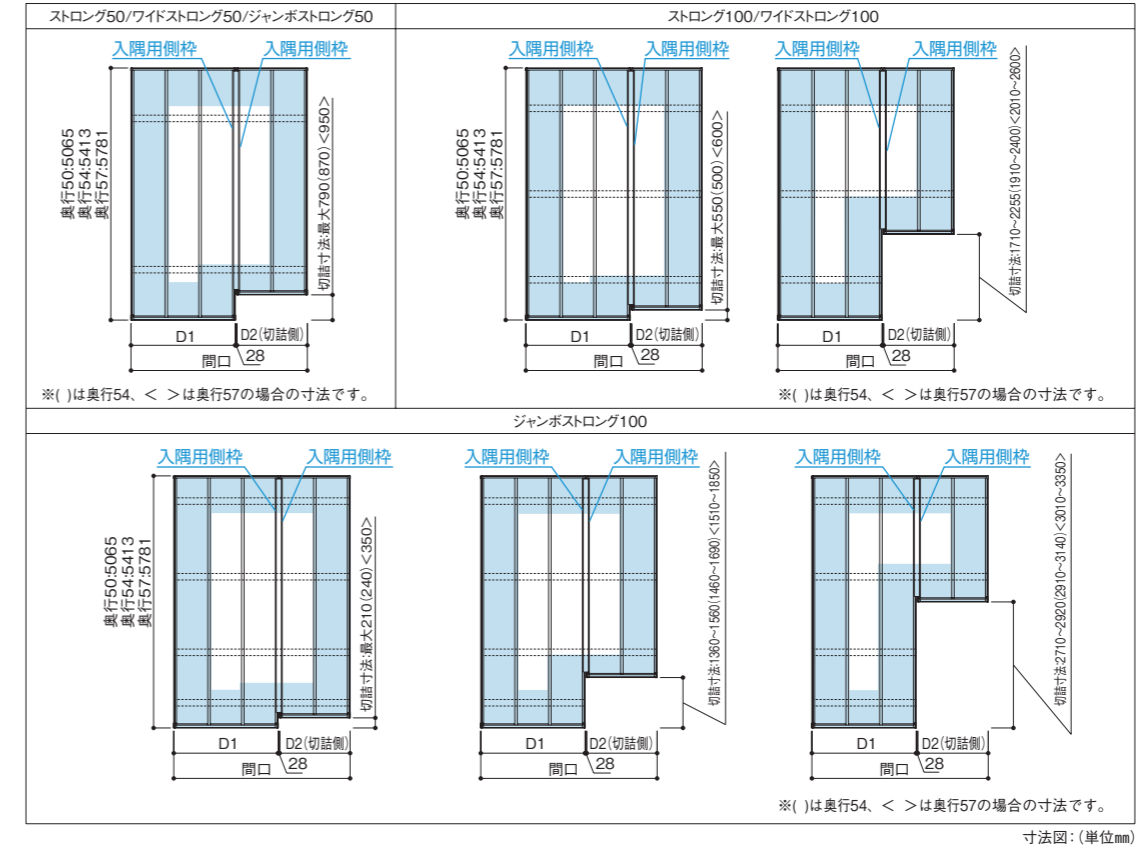 ストロング50/ワイドストロング50/ジャンボストロング50
入隅用側枠
入隅用側枠
奥行50:5065
奥行54:5413
奥行57:5781
切詰寸法:最大790(870)<950>
D1
D2(切詰側)
間口
28
※( )は奥行54、< >は奥行57の場合の寸法です。
ストロング100/ワイドストロング100
入隅用側枠
入隅用側枠
奥行50:5065
奥行54:5413
奥行57:5781
切詰寸法:最大550(500)<600>
D1
D2(切詰側)
間口
28
入隅用側枠
入隅用側枠
切詰寸法:1710~2255(1910~2400)<2010~2600>
D1
D2(切詰側)
間口
28
※( )は奥行54、< >は奥行57の場合の寸法です。
ジャンボストロング100
入隅用側枠
入隅用側枠
奥行50:5065
奥行54:5413
奥行57:5781
切詰寸法:最大210(240)<350>
D1
D2(切詰側)
間口
28
入隅用側枠
入隅用側枠
切詰寸法:1360~1560(1460~1690)<1510~1850>
D1
D2(切詰側)
間口
28
入隅用側枠
入隅用側枠
切詰寸法:2710~2920(2910~3140)<3010~3350>
D1
D2(切詰側)
間口
28
※( )は奥行54、< >は奥行57の場合の寸法です。
寸法図:(単位㎜)